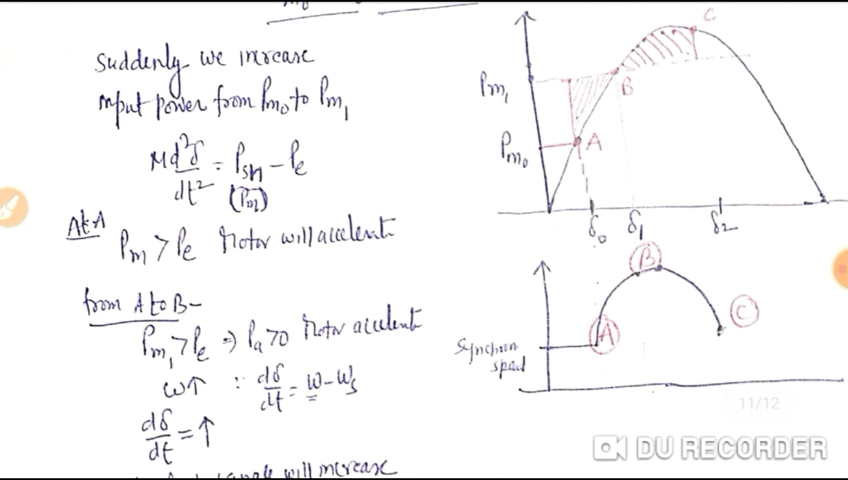 Suddenly we increase
input power from Pm0 to Pm1
M d²δ/dt² = Psh - Pe
(Pm)
At A
Pm > Pe Rotor will accelerate
from A to B -
Pm1 > Pe ⇒ Pa > 0 Rotor accelerate
ω↑ ∵ dδ/dt = ω - ωs
dδ/dt = ↑
angle will increase
C
Pm1
B
Pm0
A
δ0 δ1 δ2
B
A
C
Synchron
speed
11/12
DU RECORDER